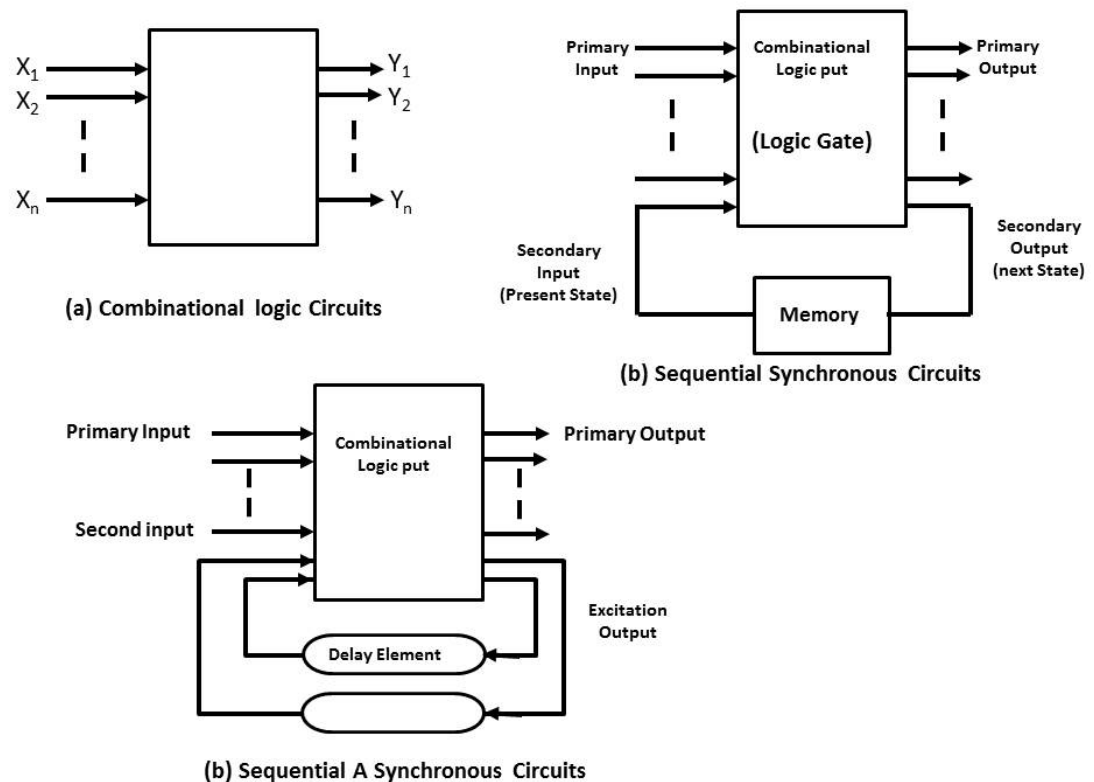 X1
X2
Xn
Y1
Y2
Yn
(a) Combinational logic Circuits
Primary
Input
Combinational
Logic put
(Logic Gate)
Primary
Output
Secondary
Input
(Present State)
Secondary
Output
(next State)
Memory
(b) Sequential Synchronous Circuits
Primary Input
Second input
Combinational
Logic put
Primary Output
Excitation
Output
Delay Element
(b) Sequential A Synchronous Circuits